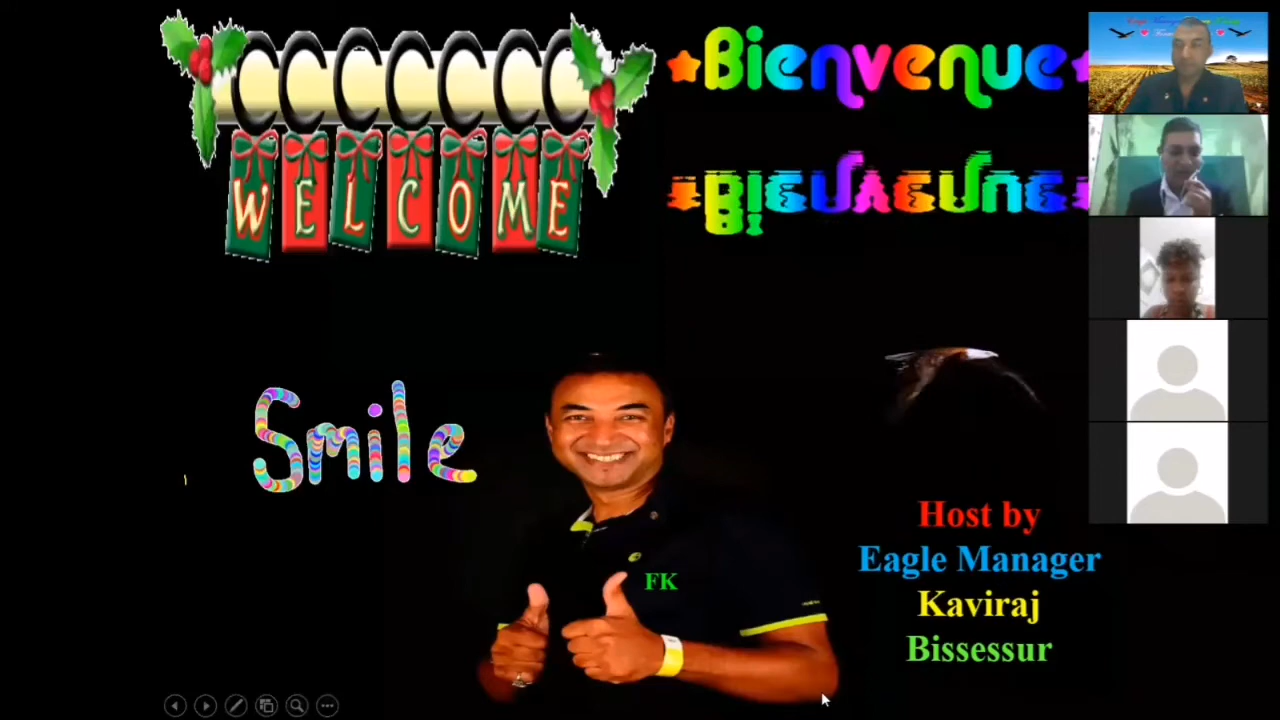 WELCOME
Bienvenue
Smile
FK
Host by
Eagle Manager
Kaviraj
Bissessur